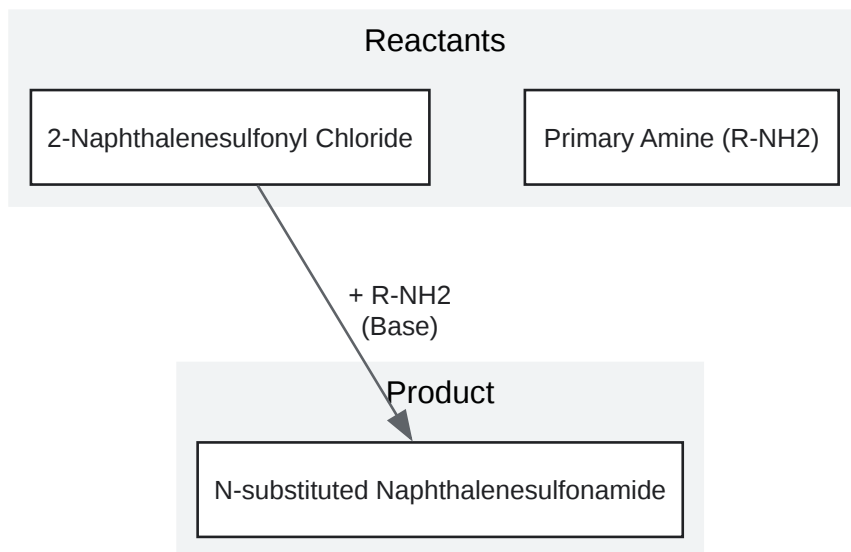 Reactants
2-Naphthalenesulfonyl Chloride
Primary Amine (R-NH2)
+ R-NH2
(Base)
Product
N-substituted Naphthalenesulfonamide